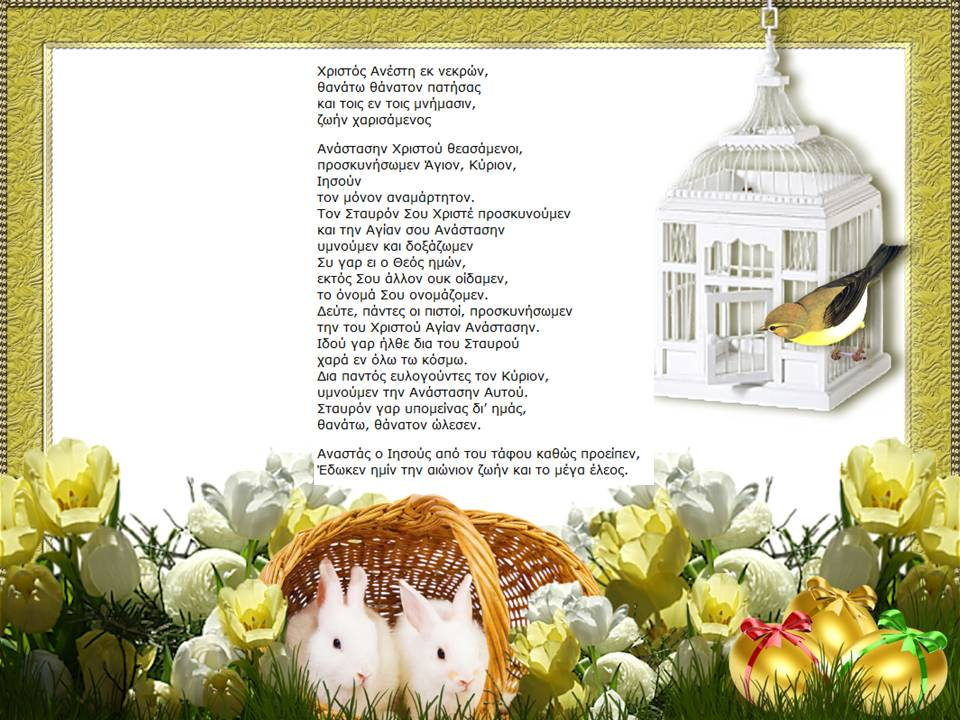 Χριστός Ανέστη εκ νεκρών,
θανάτω θάνατον πατήσας
και τοις εν τοις μνήμασιν,
ζωήν χαρισάμενος
Ανάστασην Χριστού θεασάμενοι,
προσκυνήσωμεν Άγιον, Κύριον,
Ιησούν
τον μόνον αναμάρτητον.
Τον Σταυρόν Σου Χριστέ προσκυνούμεν
και την Αγίαν σου Ανάστασην
υμνούμεν και δοξάζωμεν
Συ γαρ ει ο Θεός ημών,
εκτός Σου άλλον ουκ οίδαμεν,
το όνομά Σου ονομάζομεν.
Δεύτε, πάντες οι πιστοί, προσκυνήσωμεν
την του Χριστού Αγίαν Ανάστασην.
Ιδού γαρ ήλθε δια του Σταυρού
χαρά εν όλω τω κόσμω.
Δια παντός ευλογούντες τον Κύριον,
υμνούμεν την Ανάστασην Αυτού.
Σταυρόν γαρ υπομείνας δι’ ημάς,
θανάτω, θάνατον ώλεσεν.
Αναστάς ο Ιησούς από του τάφου καθώς προείπεν,
Έδωκεν ημίν την αιώνιον ζωήν και το μέγα έλεος.